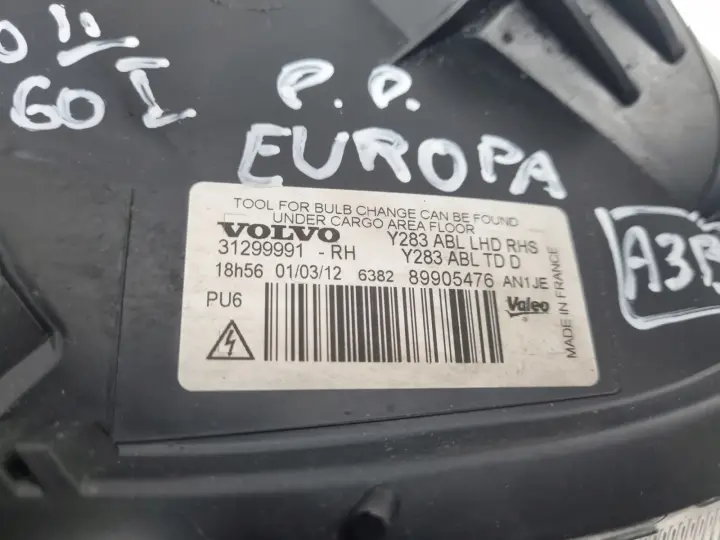 60 I
P.P.
EUROPA
TOOL FOR BULB CHANGE CAN BE FOUND
UNDER CARGO AREA FLOOR
VOLVO Y283 ABL LHD RHS
31299991 - RH Y283 ABL TD D
18h56 01/03/12 6382 89905476 AN1JE
PU6
Valeo
MADE IN FRANCE